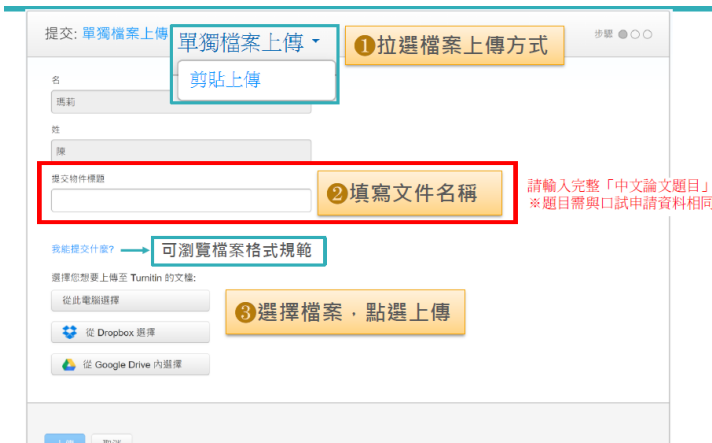 提交: 單獨檔案上傳
單獨檔案上傳
剪貼上傳
❶拉選檔案上傳方式
步驟
名
瑪莉
姓
陳
提交物件標題
❷填寫文件名稱
請輸入完整「中文論文題目」
※題目需與口試申請資料相同
我能提交什麼?
可瀏覽檔案格式規範
選擇您想要上傳至 Turnitin 的文檔:
從此電腦選擇
❸選擇檔案，點選上傳
從 Dropbox 選擇
從 Google Drive 內選擇